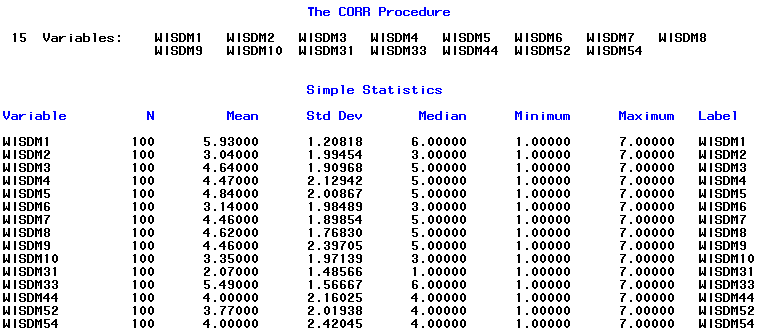 The CORR Procedure
15 Variables: WISDM1 WISDM2 WISDM3 WISDM4 WISDM5 WISDM6 WISDM7 WISDM8
WISDM9 WISDM10 WISDM31 WISDM33 WISDM44 WISDM52 WISDM54
Simple Statistics
Variable N Mean Std Dev Median Minimum Maximum Label
WISDM1 100 5.93000 1.20818 6.00000 1.00000 7.00000 WISDM1
WISDM2 100 3.04000 1.99454 3.00000 1.00000 7.00000 WISDM2
WISDM3 100 4.64000 1.90968 5.00000 1.00000 7.00000 WISDM3
WISDM4 100 4.47000 2.12942 5.00000 1.00000 7.00000 WISDM4
WISDM5 100 4.84000 2.00867 5.00000 1.00000 7.00000 WISDM5
WISDM6 100 3.14000 1.98489 3.00000 1.00000 7.00000 WISDM6
WISDM7 100 4.46000 1.89854 5.00000 1.00000 7.00000 WISDM7
WISDM8 100 4.62000 1.76830 5.00000 1.00000 7.00000 WISDM8
WISDM9 100 4.46000 2.39705 5.00000 1.00000 7.00000 WISDM9
WISDM10 100 3.35000 1.97139 3.00000 1.00000 7.00000 WISDM10
WISDM31 100 2.07000 1.48566 1.00000 1.00000 7.00000 WISDM31
WISDM33 100 5.49000 1.56667 6.00000 1.00000 7.00000 WISDM33
WISDM44 100 4.00000 2.16025 4.00000 1.00000 7.00000 WISDM44
WISDM52 100 3.77000 2.01938 4.00000 1.00000 7.00000 WISDM52
WISDM54 100 4.00000 2.42045 4.00000 1.00000 7.00000 WISDM54